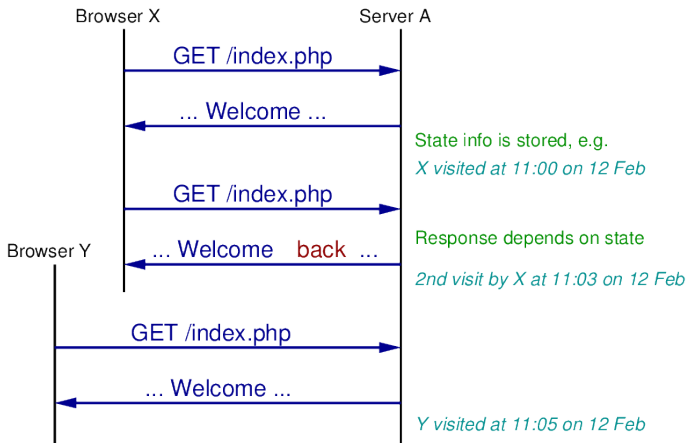 Browser X
Server A
GET /index.php
... Welcome ...
State info is stored, e.g.
X visited at 11:00 on 12 Feb
GET /index.php
Response depends on state
... Welcome back ...
Browser Y
2nd visit by X at 11:03 on 12 Feb
GET /index.php
... Welcome ...
Y visited at 11:05 on 12 Feb